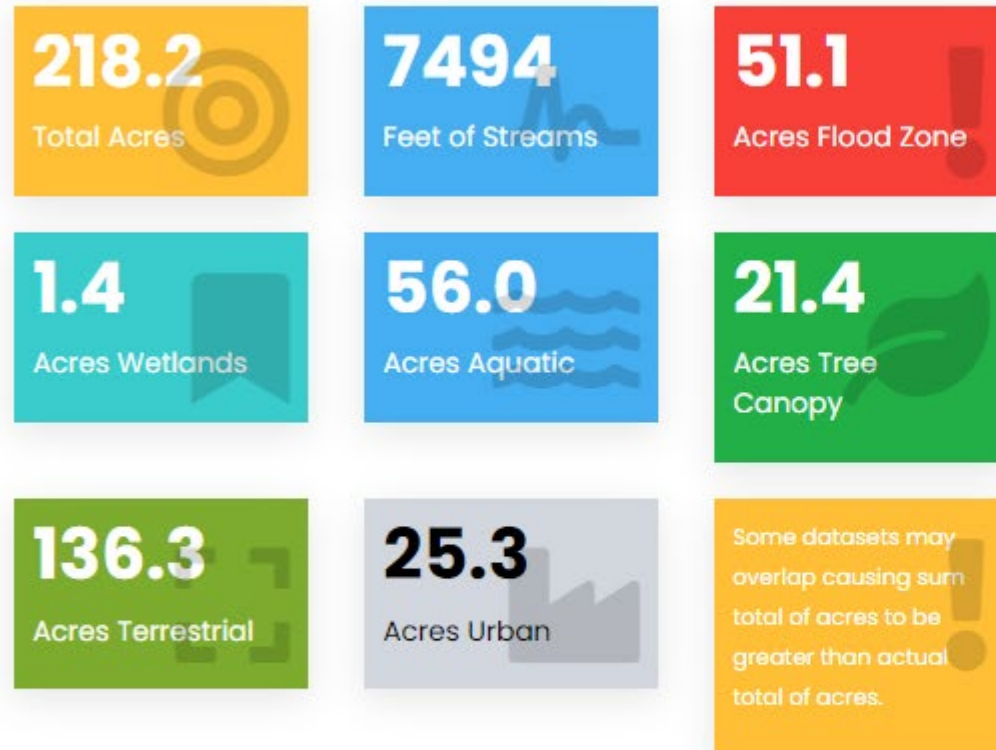 218.2
Total Acres
7494
Feet of Streams
51.1
Acres Flood Zone
1.4
Acres Wetlands
56.0
Acres Aquatic
21.4
Acres Tree
Canopy
136.3
Acres Terrestrial
25.3
Acres Urban
Some datasets may
overlap causing sum
total of acres to be
greater than actual
total of acres.